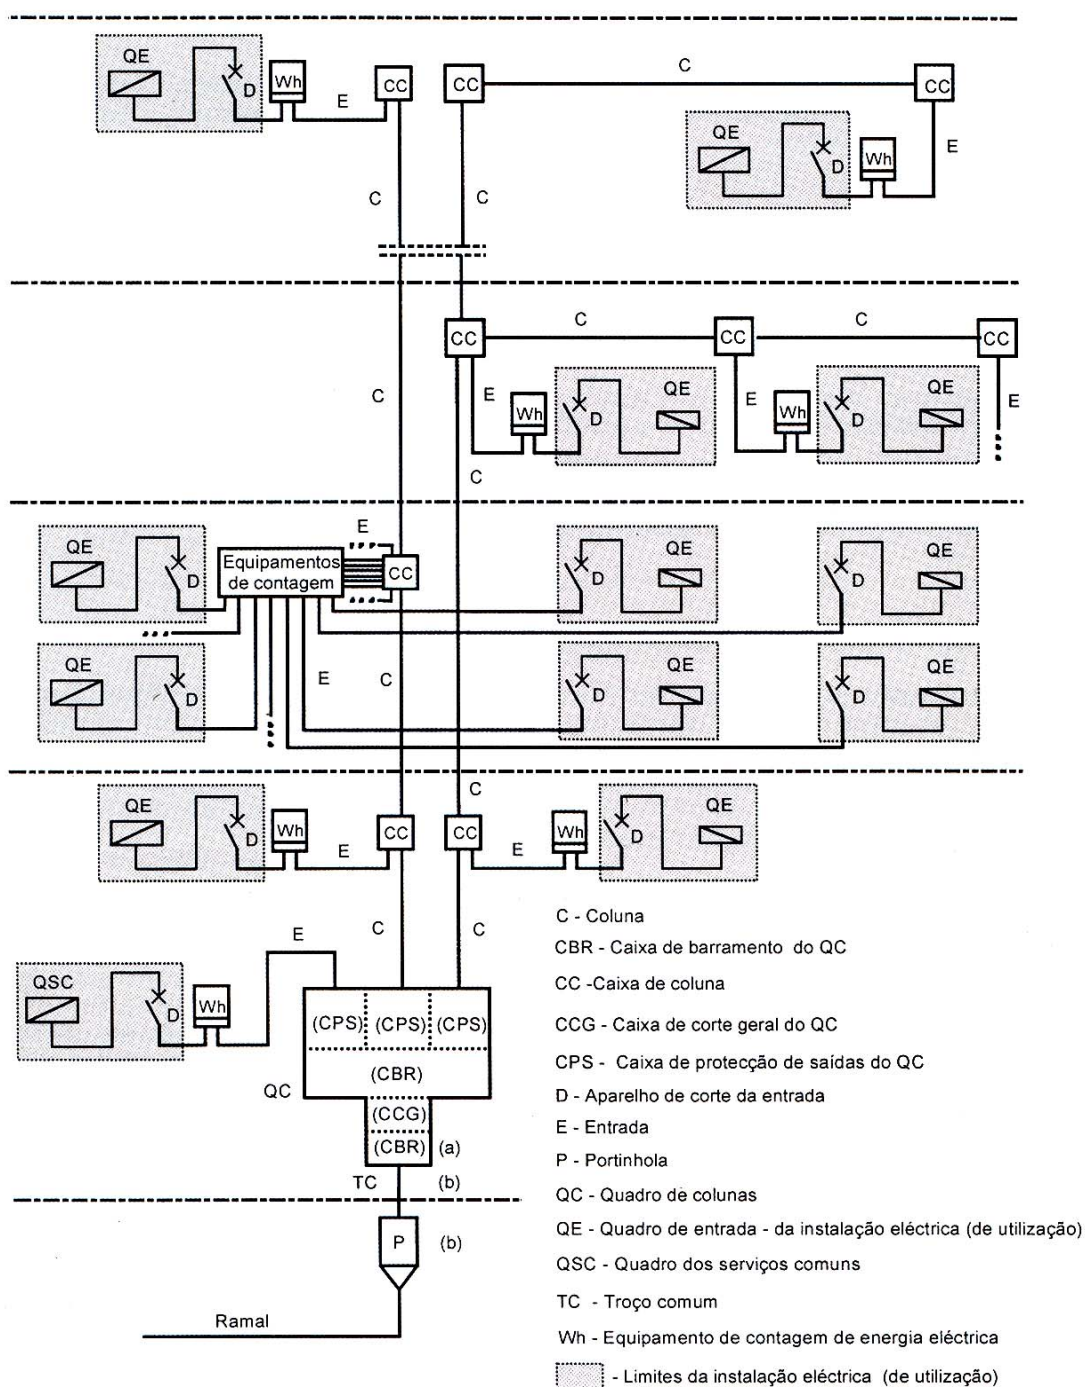 QE
D
Wh
E
CC
CC
C
CC
QE
D
Wh
E
C
C
CC
C
CC
C
CC
C
E
Wh
D
QE
E
Wh
D
QE
E
C
QE
D
Equipamentos
de contagem
E
CC
D
QE
D
QE
QE
D
E
C
D
QE
D
QE
C
QE
D
Wh
E
CC
CC
E
Wh
D
QE
C
C
E
QSC
D
Wh
(CPS)
(CPS)
(CPS)
(CBR)
QC
(CCG)
(CBR)
(a)
TC
(b)
P
(b)
Ramal
C - Coluna
CBR - Caixa de barramento do QC
CC -Caixa de coluna
CCG - Caixa de corte geral do QC
CPS - Caixa de protecção de saídas do QC
D - Aparelho de corte da entrada
E - Entrada
P - Portinhola
QC - Quadro de colunas
QE - Quadro de entrada - da instalação eléctrica (de utilização)
QSC - Quadro dos serviços comuns
TC - Troço comum
Wh - Equipamento de contagem de energia eléctrica
- Limites da instalação eléctrica (de utilização)